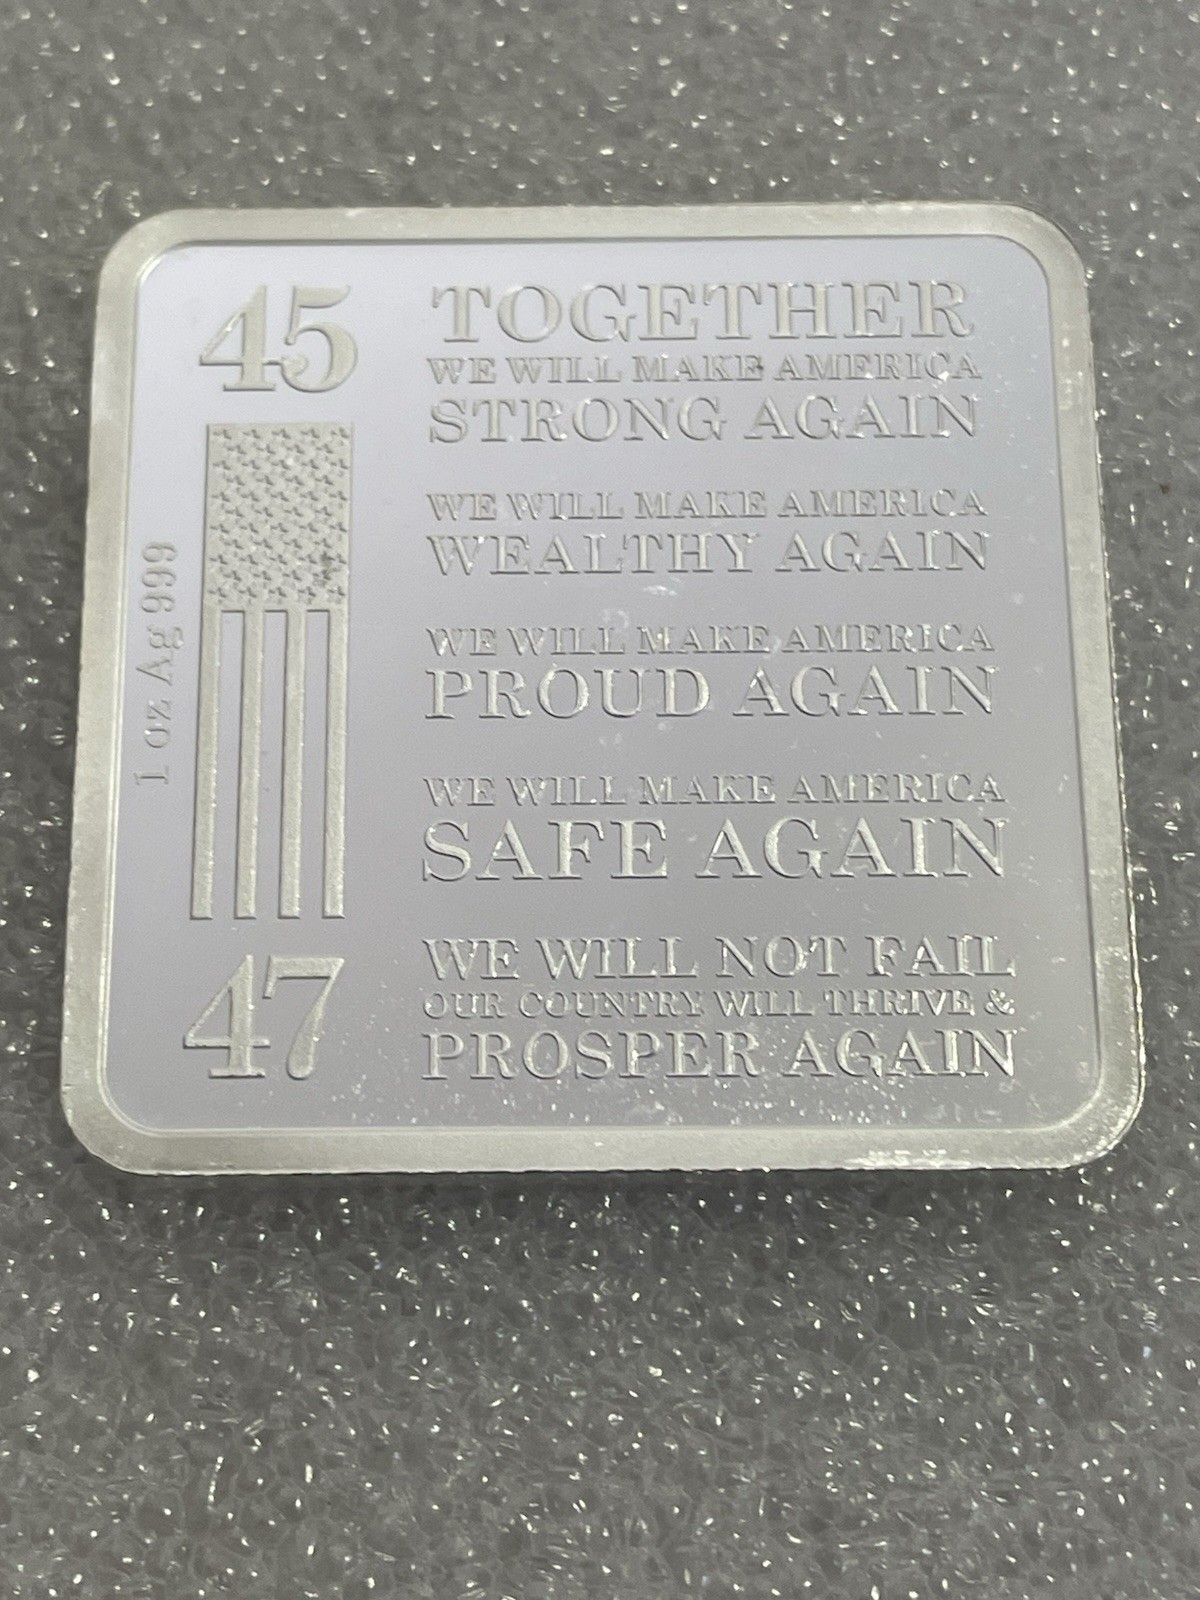 45
TOGETHER
WE WILL MAKE AMERICA
STRONG AGAIN
WE WILL MAKE AMERICA
WEALTHY AGAIN
WE WILL MAKE AMERICA
PROUD AGAIN
WE WILL MAKE AMERICA
SAFE AGAIN
WE WILL NOT FAIL
OUR COUNTRY WILL THRIVE &
PROSPER AGAIN
1 oz Ag 999
47